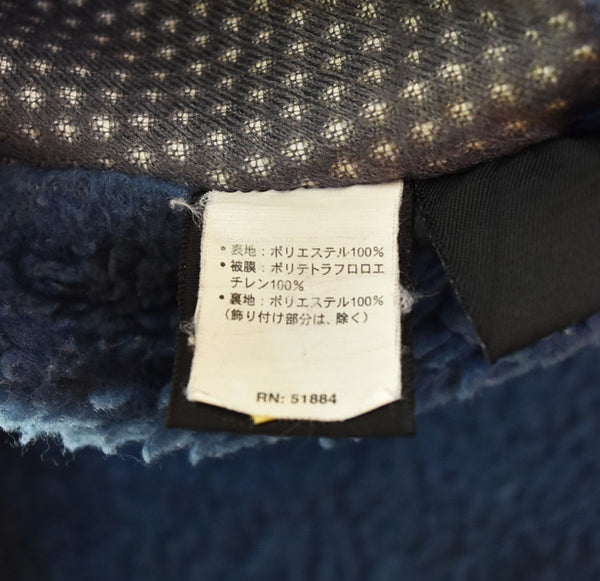 • 表地：ポリエステル100％
• 被膜：ポリテトラフロロエ
チレン100％
• 裏地：ポリエステル100％
（飾り付け部分は、除く）
RN: 51884